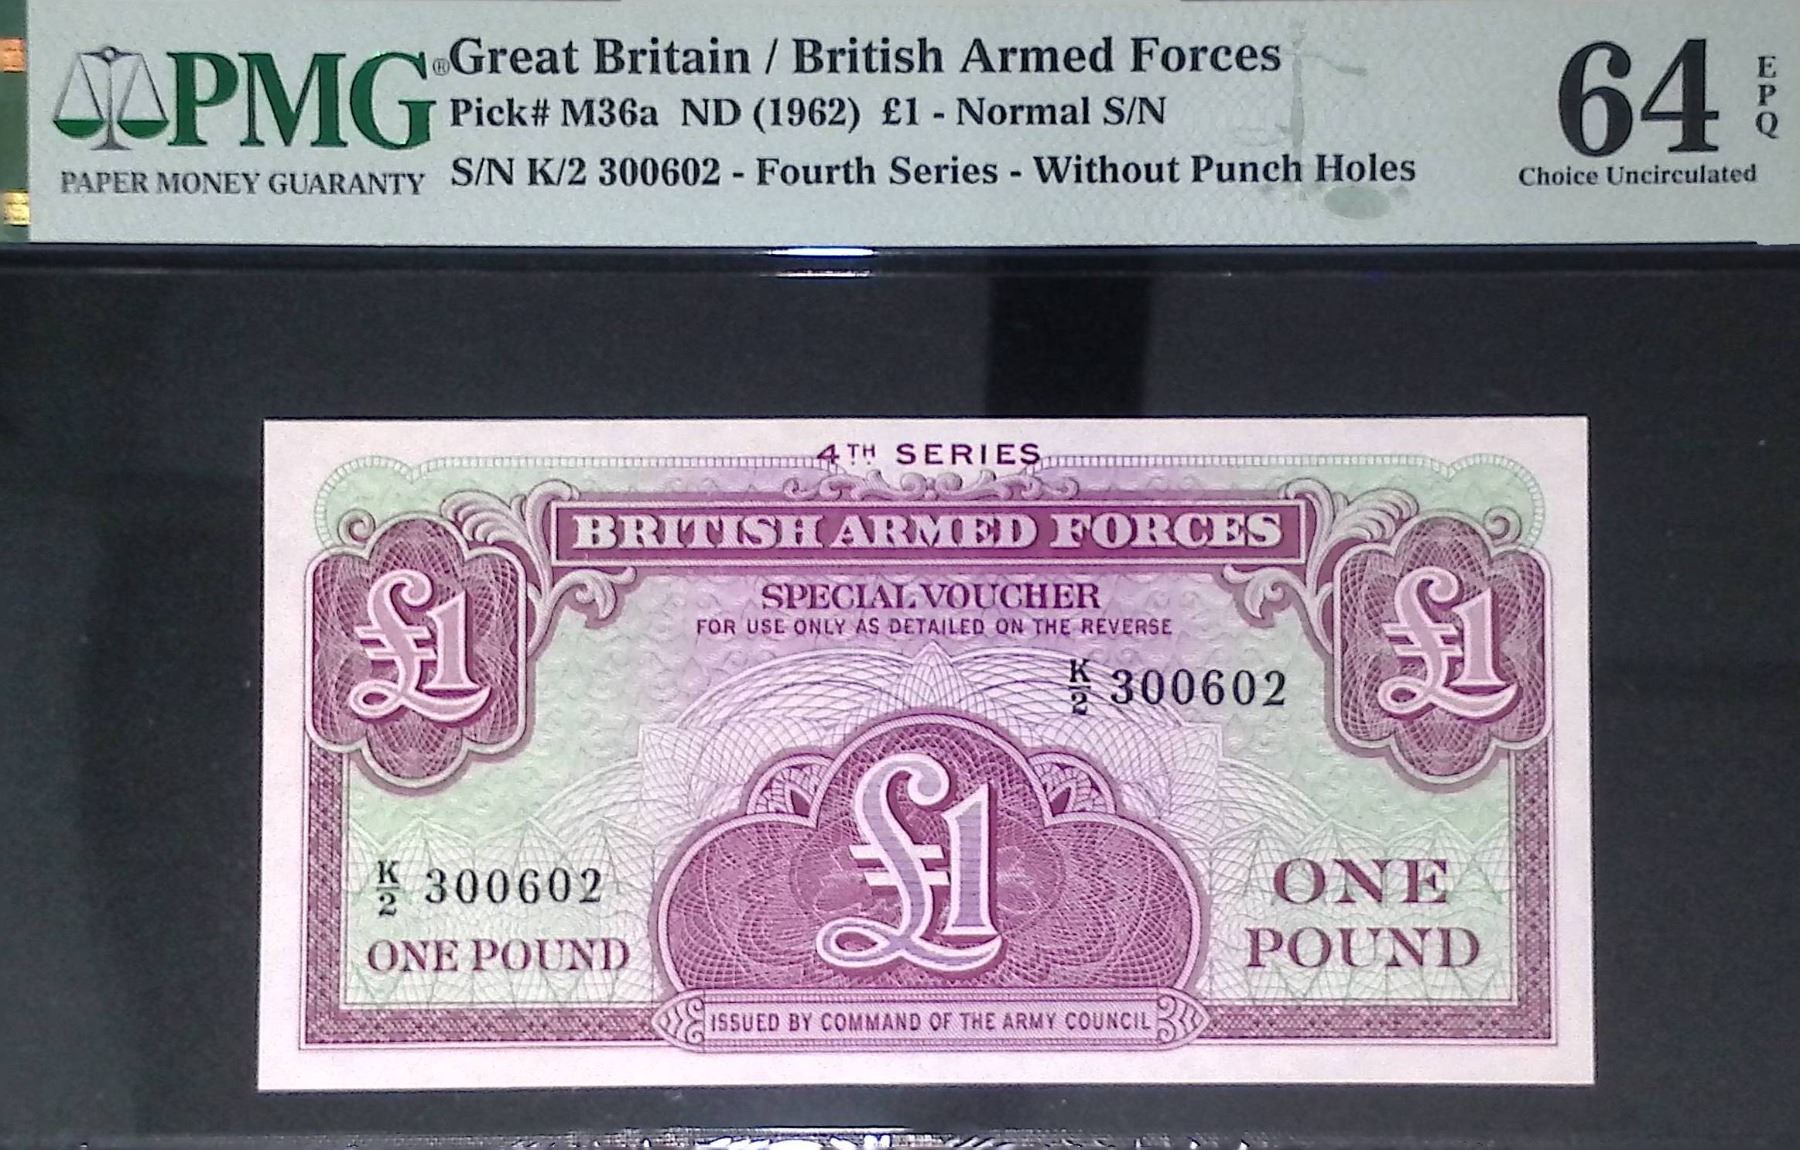 PMG®
PAPER MONEY GUARANTY
Great Britain / British Armed Forces
Pick# M36a ND (1962) £1 - Normal S/N
S/N K/2 300602 - Fourth Series - Without Punch Holes
64
EPQ
Choice Uncirculated
4TH SERIES
BRITISH ARMED FORCES
SPECIAL VOUCHER
FOR USE ONLY AS DETAILED ON THE REVERSE
£1
£1
K/2 300602
£1
K/2 300602
ONE POUND
ONE
POUND
ISSUED BY COMMAND OF THE ARMY COUNCIL